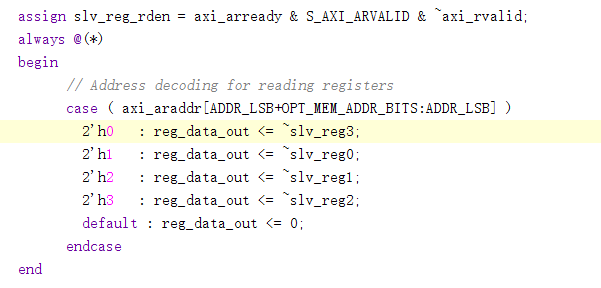 assign slv_reg_rden = axi_arready & S_AXI_ARVALID & ~axi_rvalid;
always @(*)
begin
// Address decoding for reading registers
case ( axi_araddr[ADDR_LSB+OPT_MEM_ADDR_BITS:ADDR_LSB] )
2'h0 : reg_data_out <= ~slv_reg3;
2'h1 : reg_data_out <= ~slv_reg0;
2'h2 : reg_data_out <= ~slv_reg1;
2'h3 : reg_data_out <= ~slv_reg2;
default : reg_data_out <= 0;
endcase
end